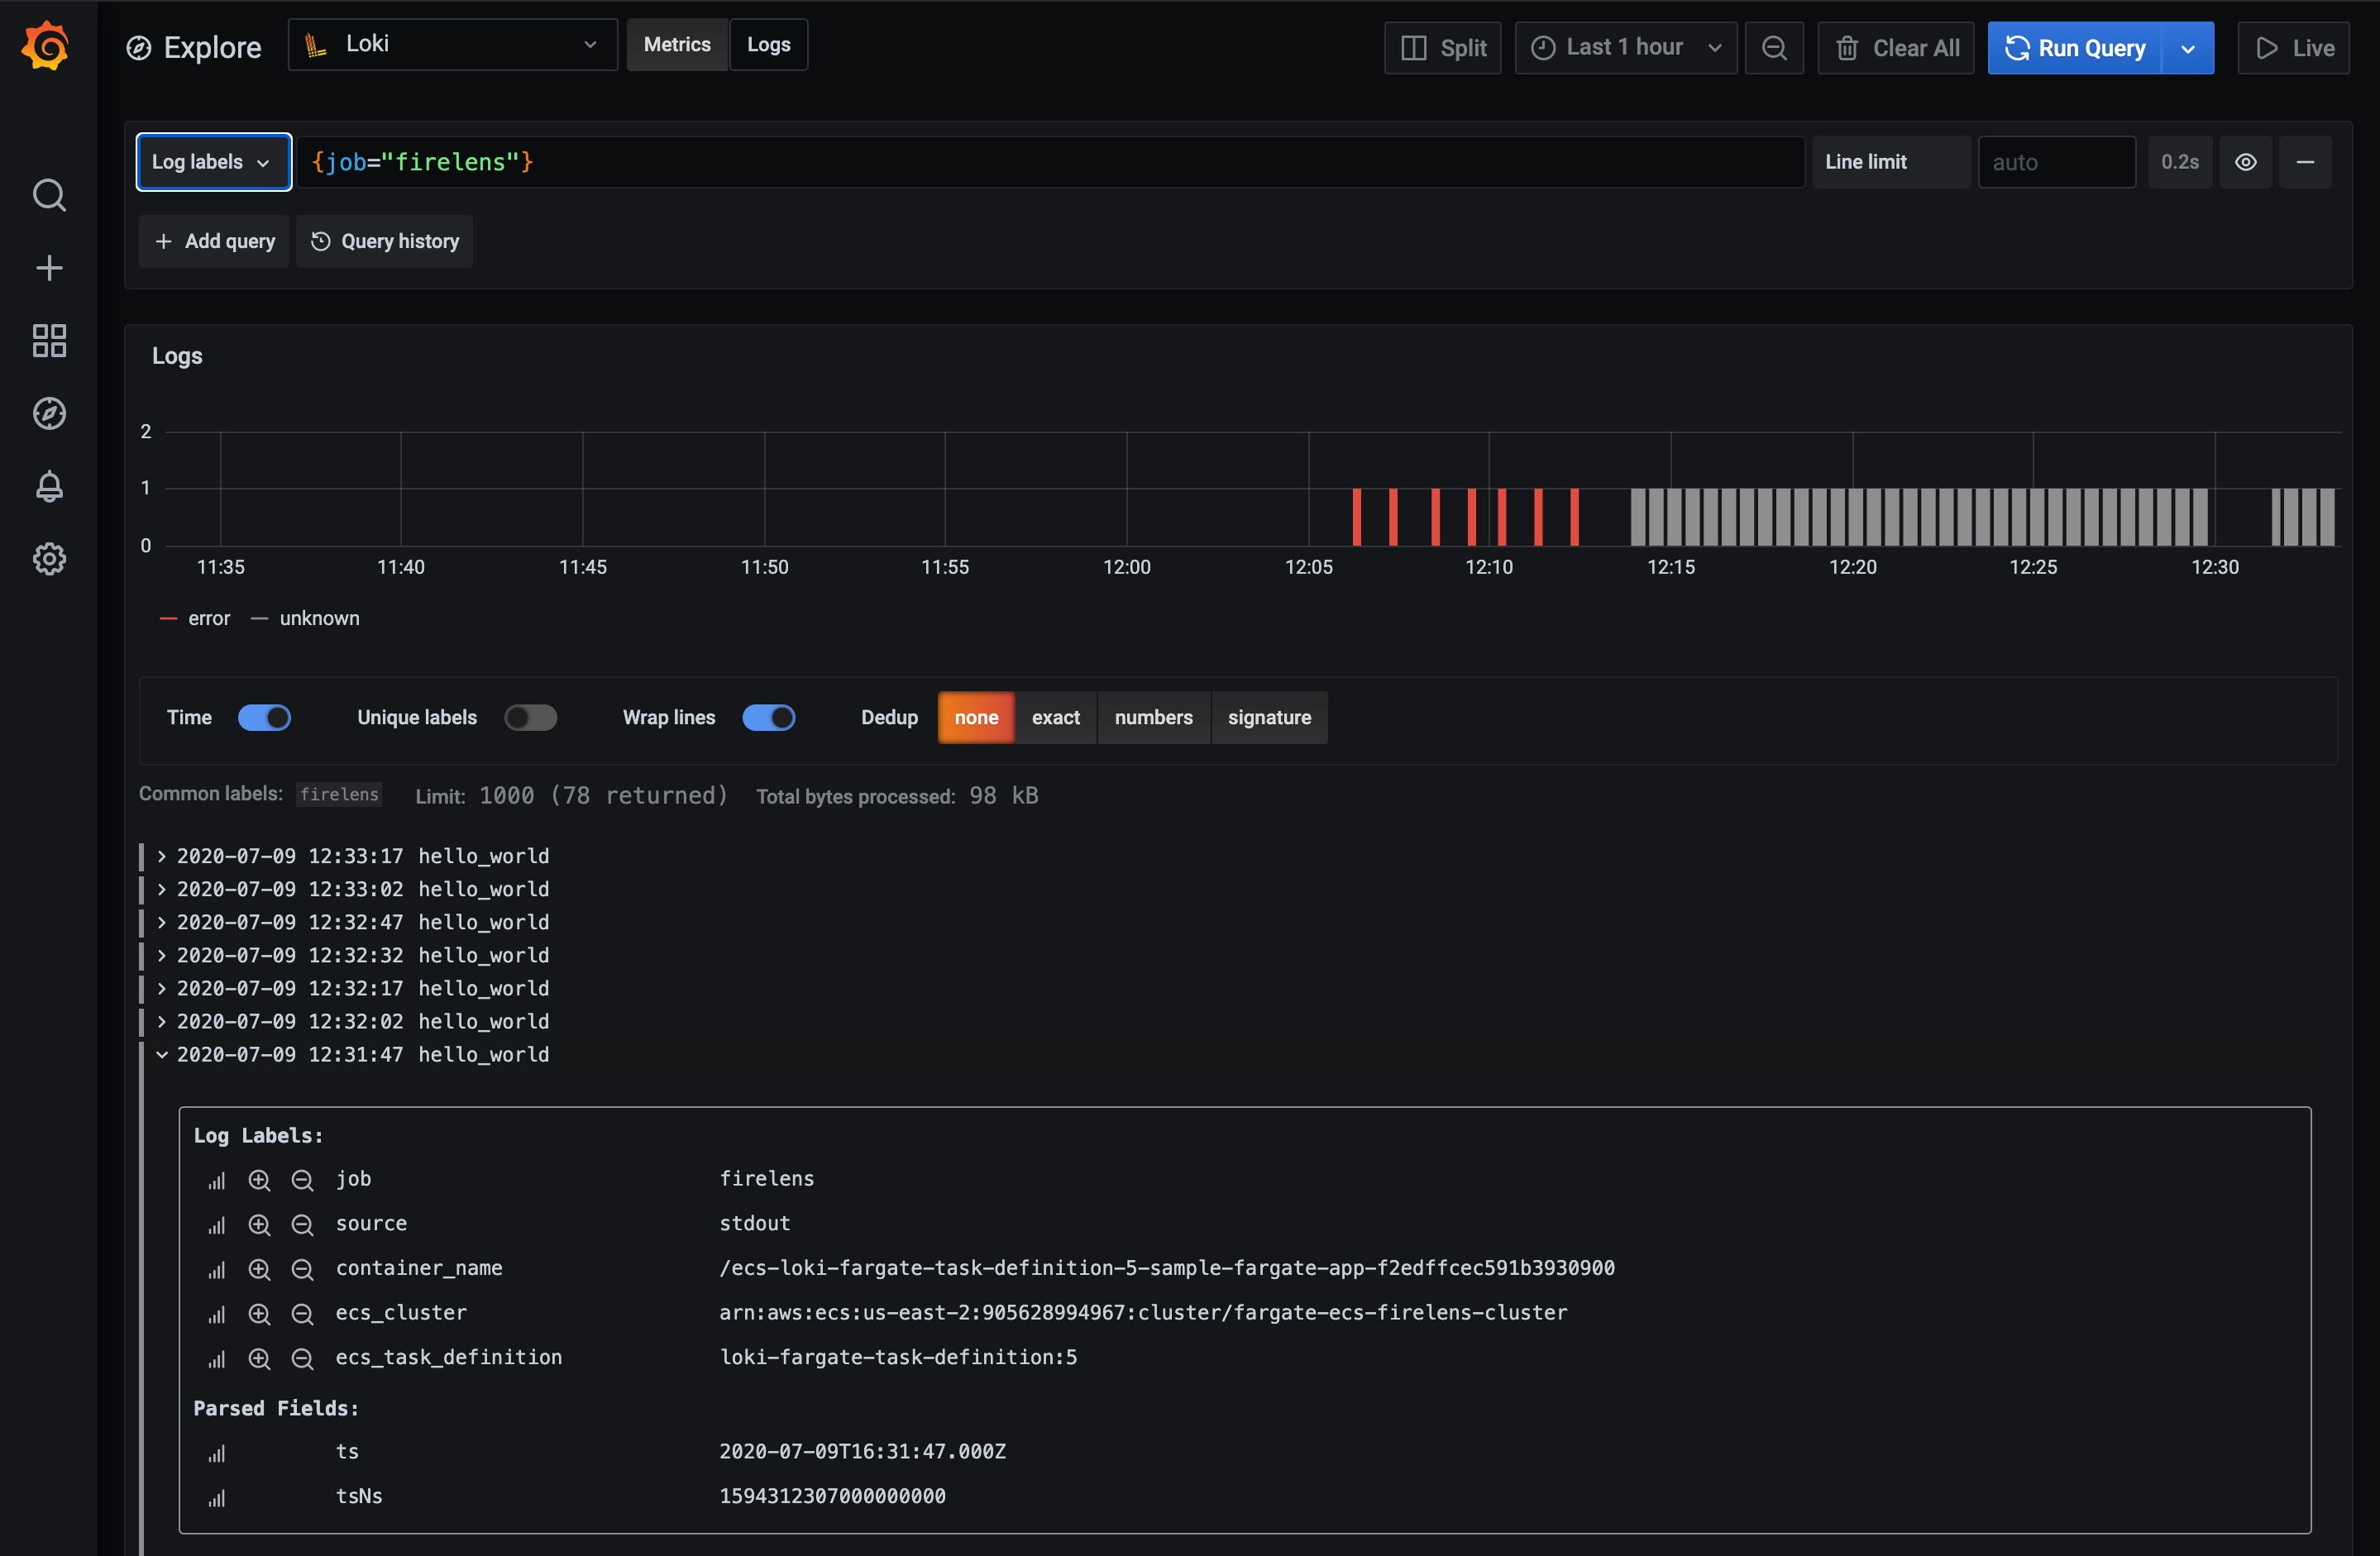 Explore Loki Metrics Logs Split Last 1 hour Clear All Run Query Live
Log labels {job="firelens"} Line limit auto 0.2s
Add query Query history
Logs
2
1
0
11:35 11:40 11:45 11:50 11:55 12:00 12:05 12:10 12:15 12:20 12:25 12:30
error unknown
Time Unique labels Wrap lines Dedup none exact numbers signature
Common labels: firelens Limit: 1000 (78 returned) Total bytes processed: 98 kB
2020-07-09 12:33:17 hello_world
2020-07-09 12:33:02 hello_world
2020-07-09 12:32:47 hello_world
2020-07-09 12:32:32 hello_world
2020-07-09 12:32:17 hello_world
2020-07-09 12:32:02 hello_world
2020-07-09 12:31:47 hello_world
Log Labels:
job firelens
source stdout
container_name /ecs-loki-fargate-task-definition-5-sample-fargate-app-f2edffcec591b3930900
ecs_cluster arn:aws:ecs:us-east-2:905628994967:cluster/fargate-ecs-firelens-cluster
ecs_task_definition loki-fargate-task-definition:5
Parsed Fields:
ts 2020-07-09T16:31:47.000Z
tsNs 1594312307000000000